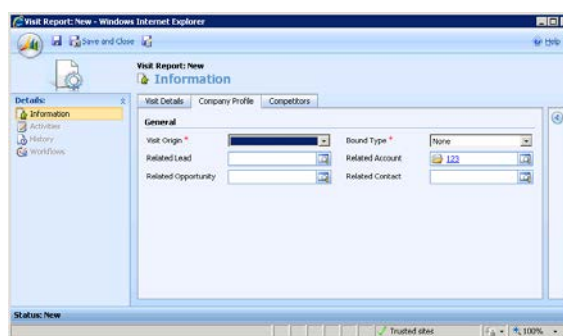 Visit Report: New - Windows Internet Explorer
Save and Close
Help
Visit Report: New
Information
Details:
Information
Activities
History
Workflows
Visit Details Company Profile Competitors
General
Visit Origin * Bound Type * None
Related Lead Related Account 123
Related Opportunity Related Contact
Status: New
Trusted sites 100%